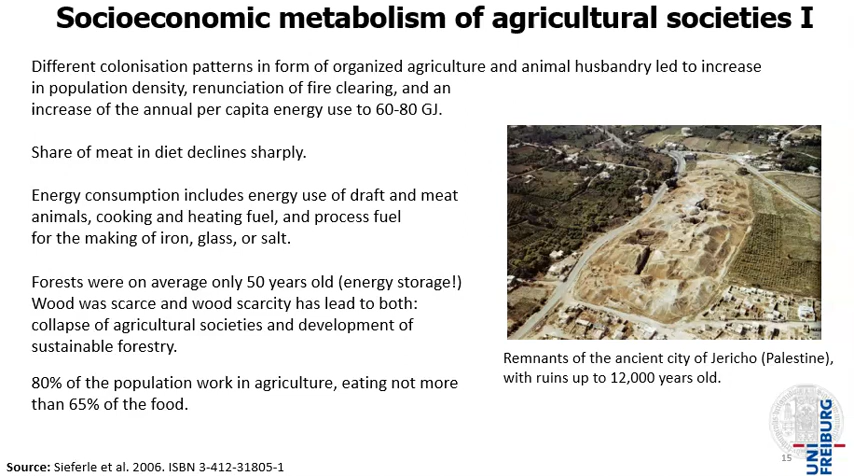 Socioeconomic metabolism of agricultural societies I
Different colonisation patterns in form of organized agriculture and animal husbandry led to increase
in population density, renunciation of fire clearing, and an
increase of the annual per capita energy use to 60-80 GJ.
Share of meat in diet declines sharply.
Energy consumption includes energy use of draft and meat
animals, cooking and heating fuel, and process fuel
for the making of iron, glass, or salt.
Forests were on average only 50 years old (energy storage!)
Wood was scarce and wood scarcity has lead to both:
collapse of agricultural societies and development of
sustainable forestry.
80% of the population work in agriculture, eating not more
than 65% of the food.
Remnants of the ancient city of Jericho (Palestine),
with ruins up to 12,000 years old.
Source: Sieferle et al. 2006. ISBN 3-412-31805-1
15
UNI
FREIBURG